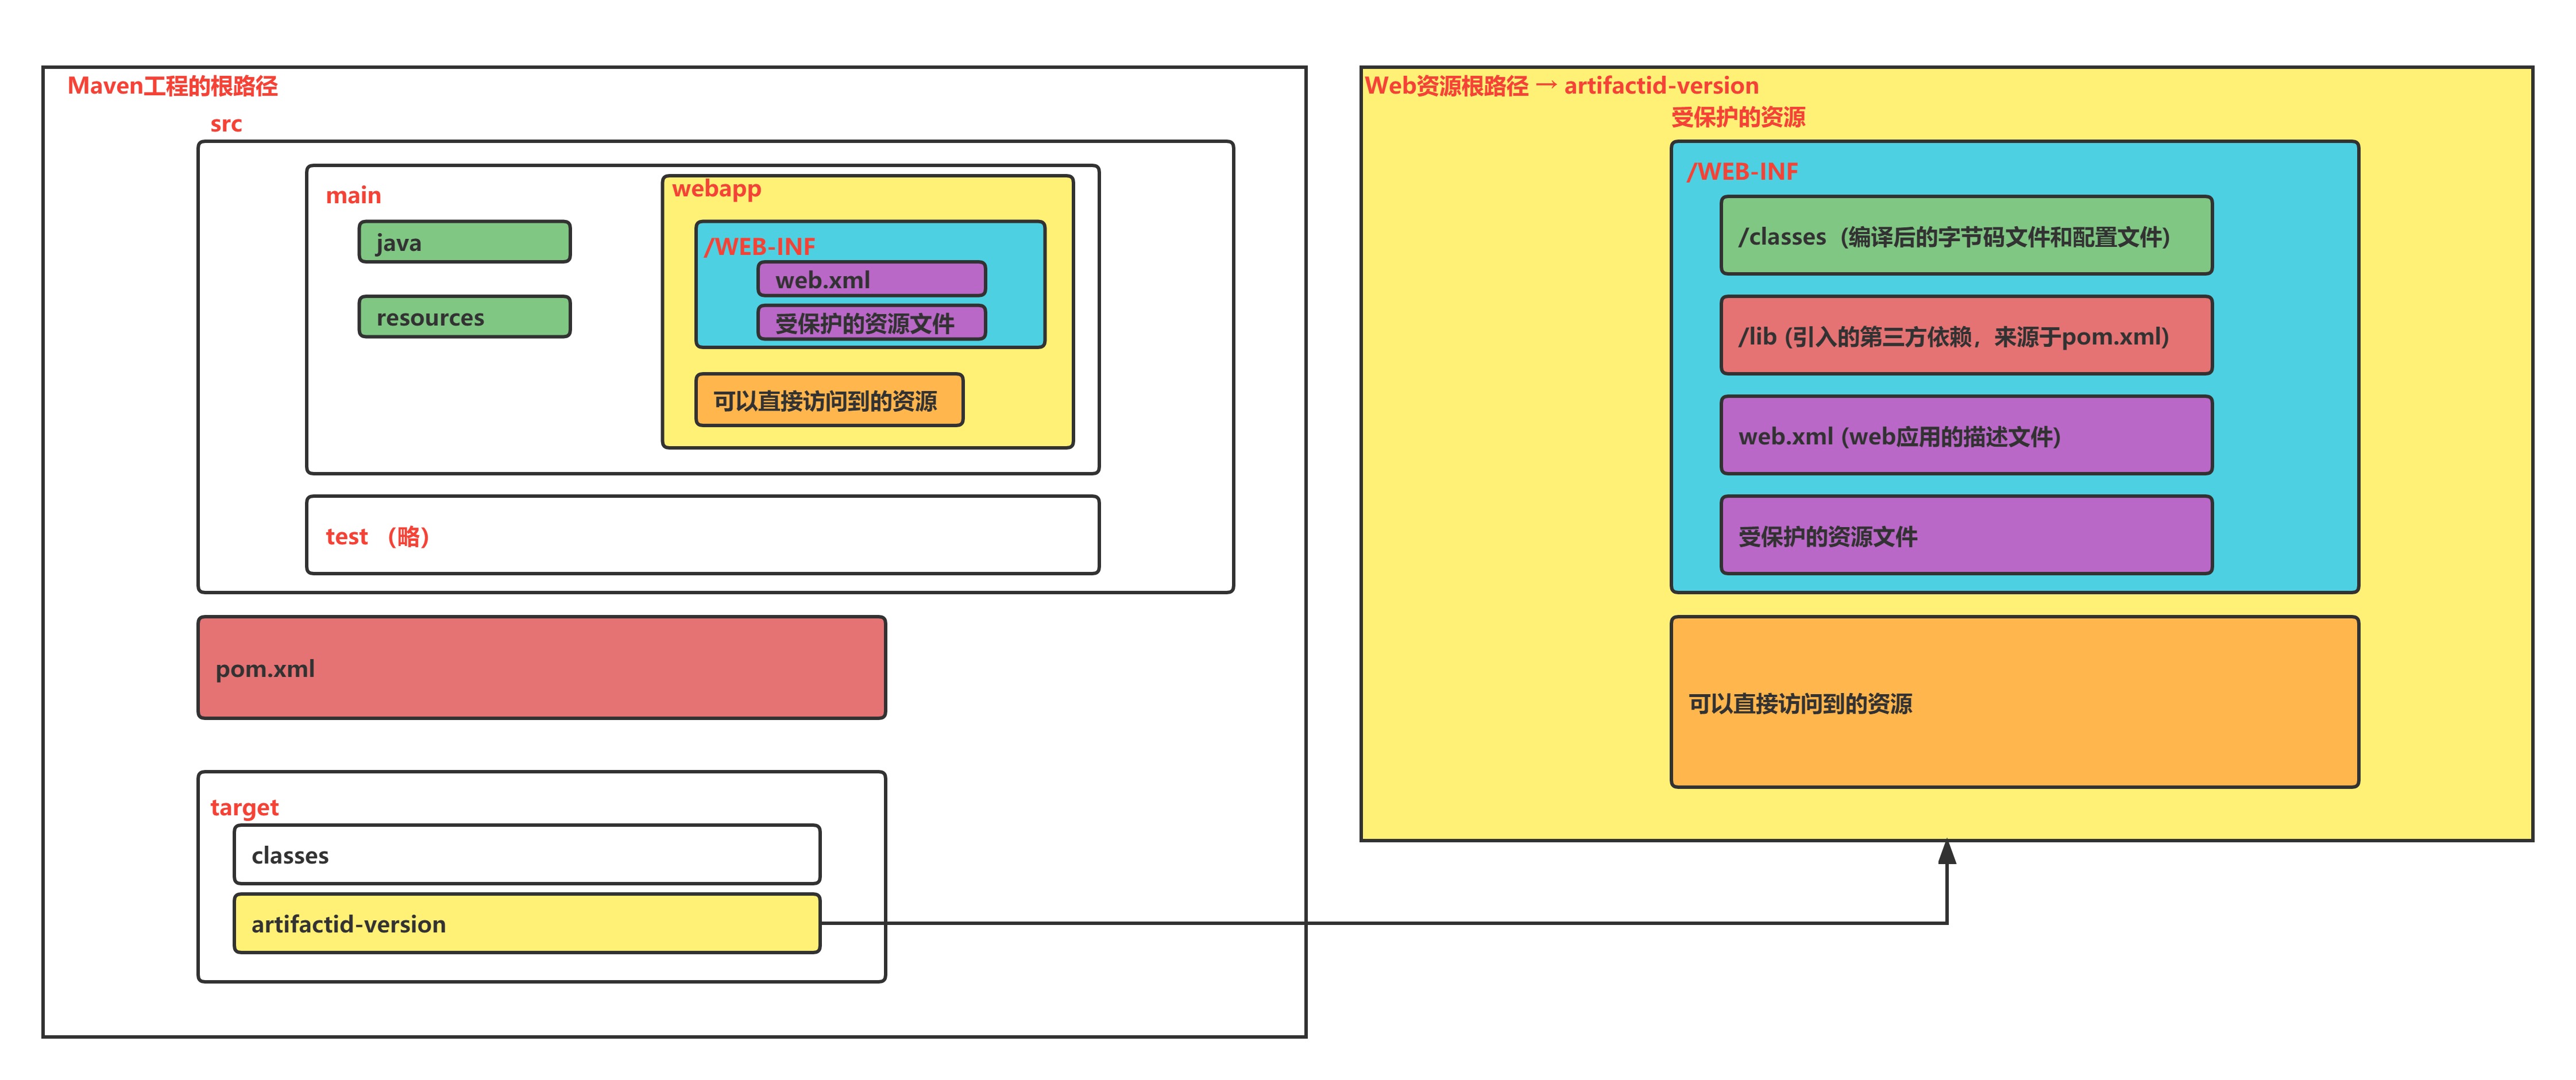 Maven工程的根路径
src
main
java
resources
webapp
/WEB-INF
web.xml
受保护的资源文件
可以直接访问到的资源
test （略）
pom.xml
target
classes
artifactid-version
Web资源根路径 → artifactid-version
受保护的资源
/WEB-INF
/classes (编译后的字节码文件和配置文件)
/lib (引入的第三方依赖，来源于pom.xml)
web.xml (web应用的描述文件)
受保护的资源文件
可以直接访问到的资源